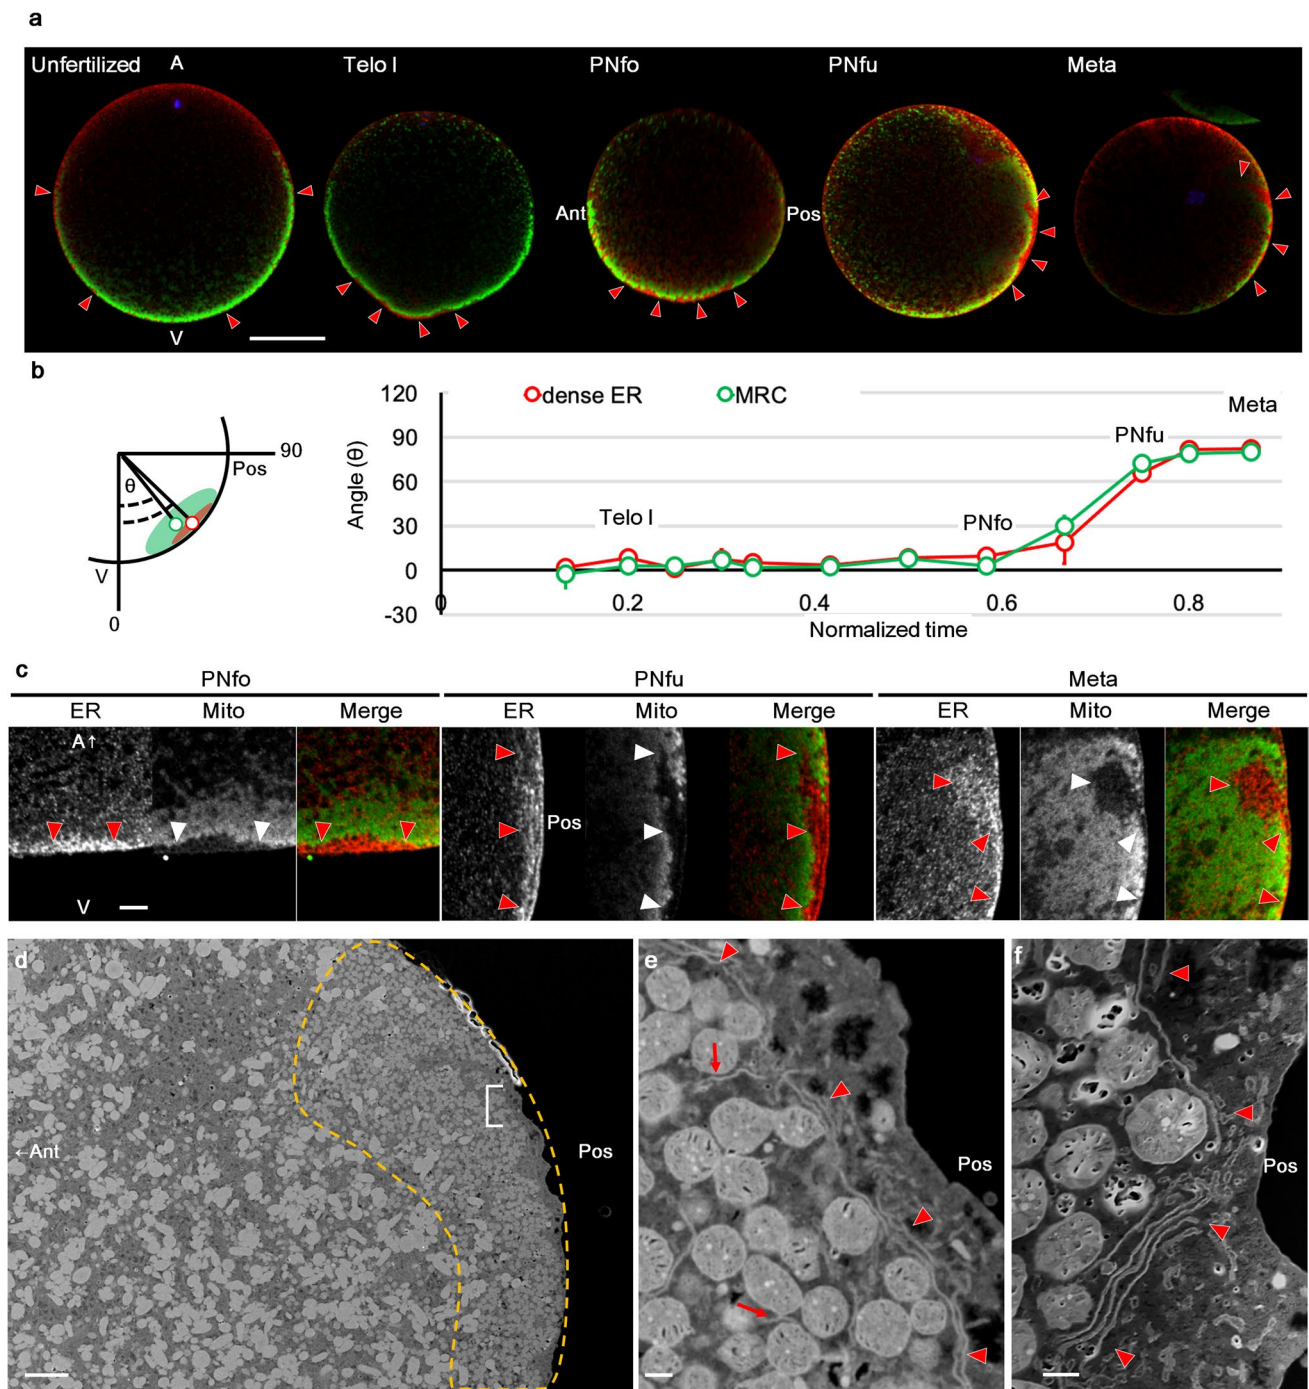 a
Unfertilized A Telo I PNfo PNfu Meta
Ant Pos
V
b
90
Pos
θ
V
0
dense ER MRC
Angle (θ)
120
90
60
30
0
-30
Telo I PNfo PNfu Meta
0 0.2 0.4 0.6 0.8
Normalized time
c
PNfo PNfu Meta
ER Mito Merge ER Mito Merge ER Mito Merge
A↑
Pos
V
d
←Ant Pos
e
Pos
f
Pos